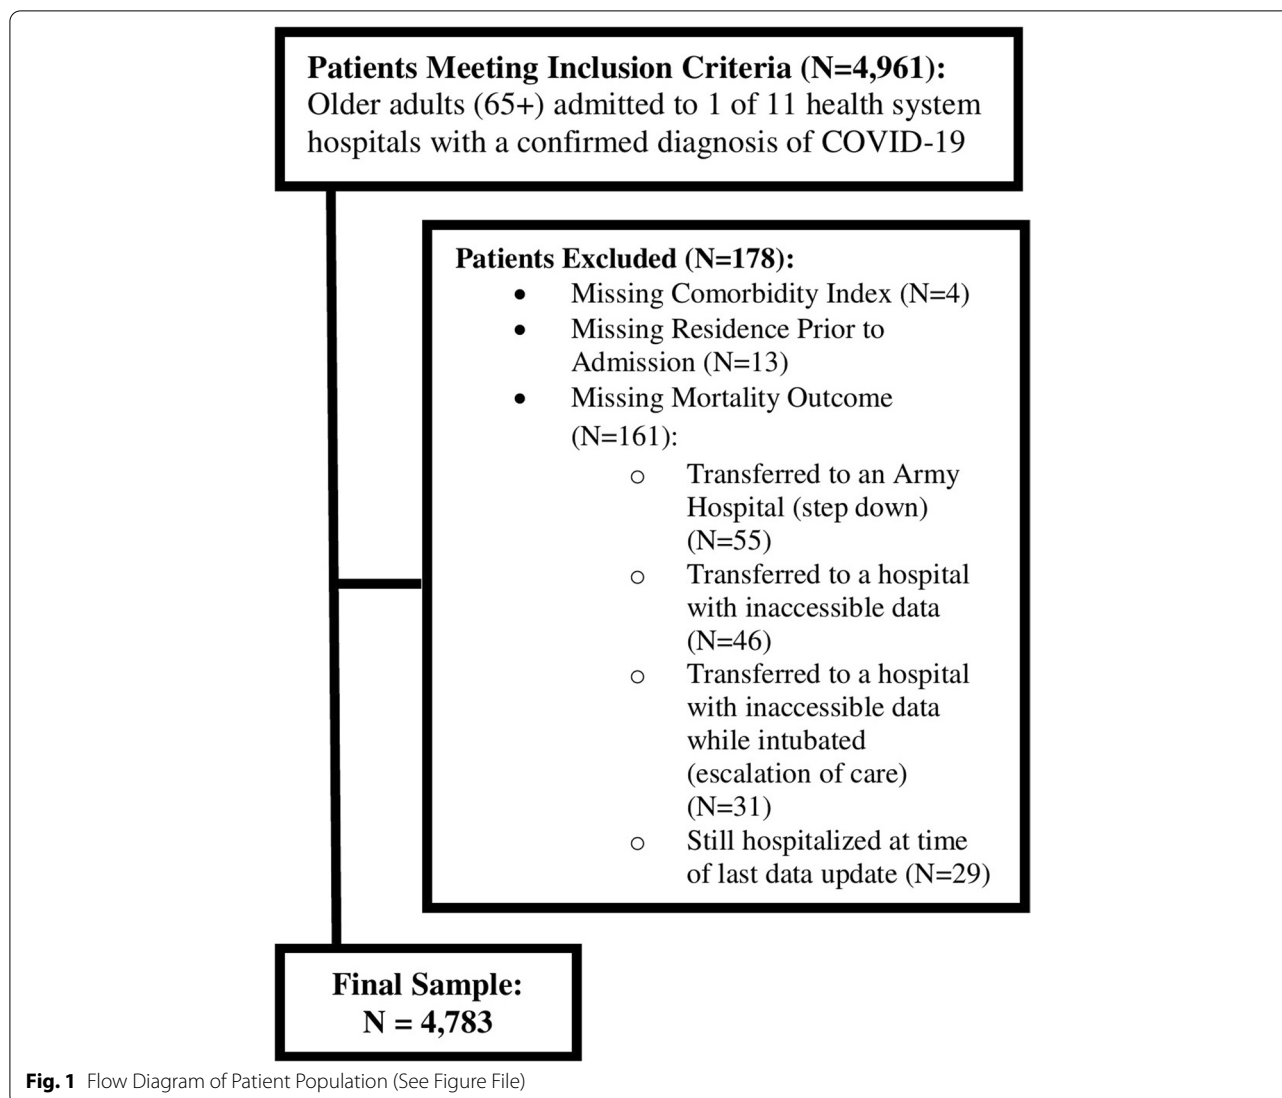 Patients Meeting Inclusion Criteria (N=4,961):
Older adults (65+) admitted to 1 of 11 health system
hospitals with a confirmed diagnosis of COVID-19
Patients Excluded (N=178):
• Missing Comorbidity Index (N=4)
• Missing Residence Prior to
Admission (N=13)
• Missing Mortality Outcome
(N=161):
o Transferred to an Army
Hospital (step down)
(N=55)
o Transferred to a hospital
with inaccessible data
(N=46)
o Transferred to a hospital
with inaccessible data
while intubated
(escalation of care)
(N=31)
o Still hospitalized at time
of last data update (N=29)
Final Sample:
N = 4,783
Fig. 1 Flow Diagram of Patient Population (See Figure File)